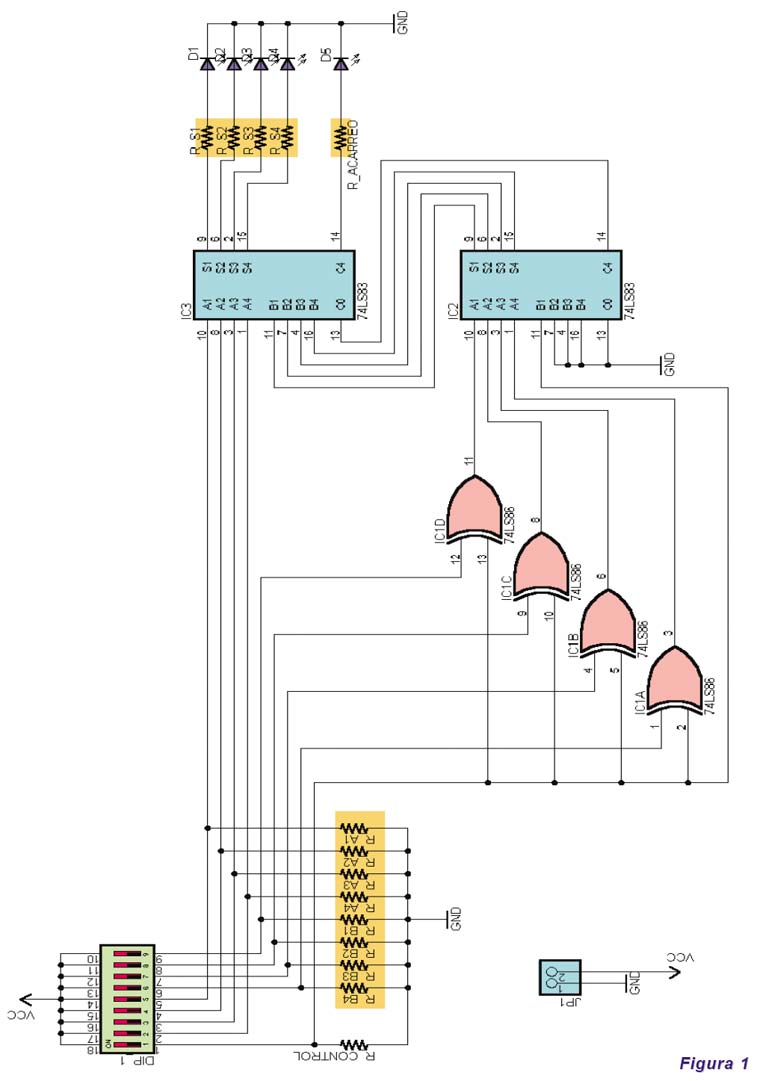 VCC
18 17 16 15 14 13 12 11 10
ON
1 2 3 4 5 6 7 8 9
DIP_1
1 2 3 4 5 6 7 8 9
R_CONTROL
R_B4
R_B3
R_B2
R_B1
R_A4
R_A3
R_A2
R_A1
GND
IC3
10 A1 S1 9
8 A2 S2 6
3 A3 S3 2
1 A4 S4 15
11 B1
7 B2
4 B3
16 B4
13 C0 C4 14
74LS83
R_S1
R_S2
R_S3
R_S4
R_ACARREO
D1
D2
D3
D4
D5
GND
IC1D
12
13
11
74LS86
IC1C
9
10
8
74LS86
IC1B
4
5
6
74LS86
IC1A
1
2
3
74LS86
IC2
10 A1 S1 9
8 A2 S2 6
3 A3 S3 2
1 A4 S4 15
11 B1
7 B2
4 B3
16 B4
13 C0 C4 14
74LS83
GND
JP1
1 2
GND
VCC
Figura 1